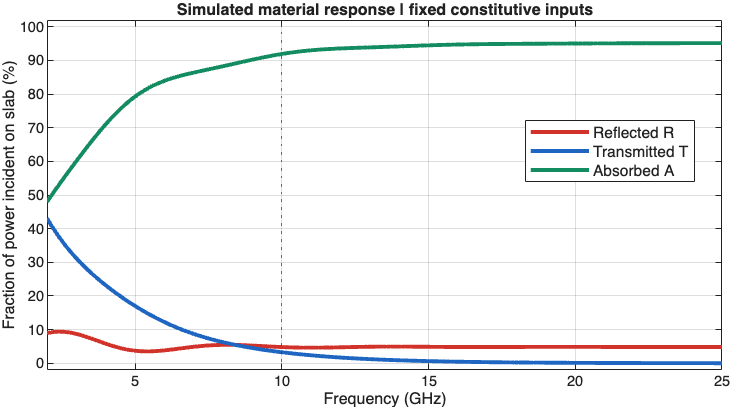 Simulated material response | fixed constitutive inputs
Fraction of power incident on slab (%)
100
90
80
70
60
50
40
30
20
10
0
Reflected R
Transmitted T
Absorbed A
5
10
15
20
25
Frequency (GHz)